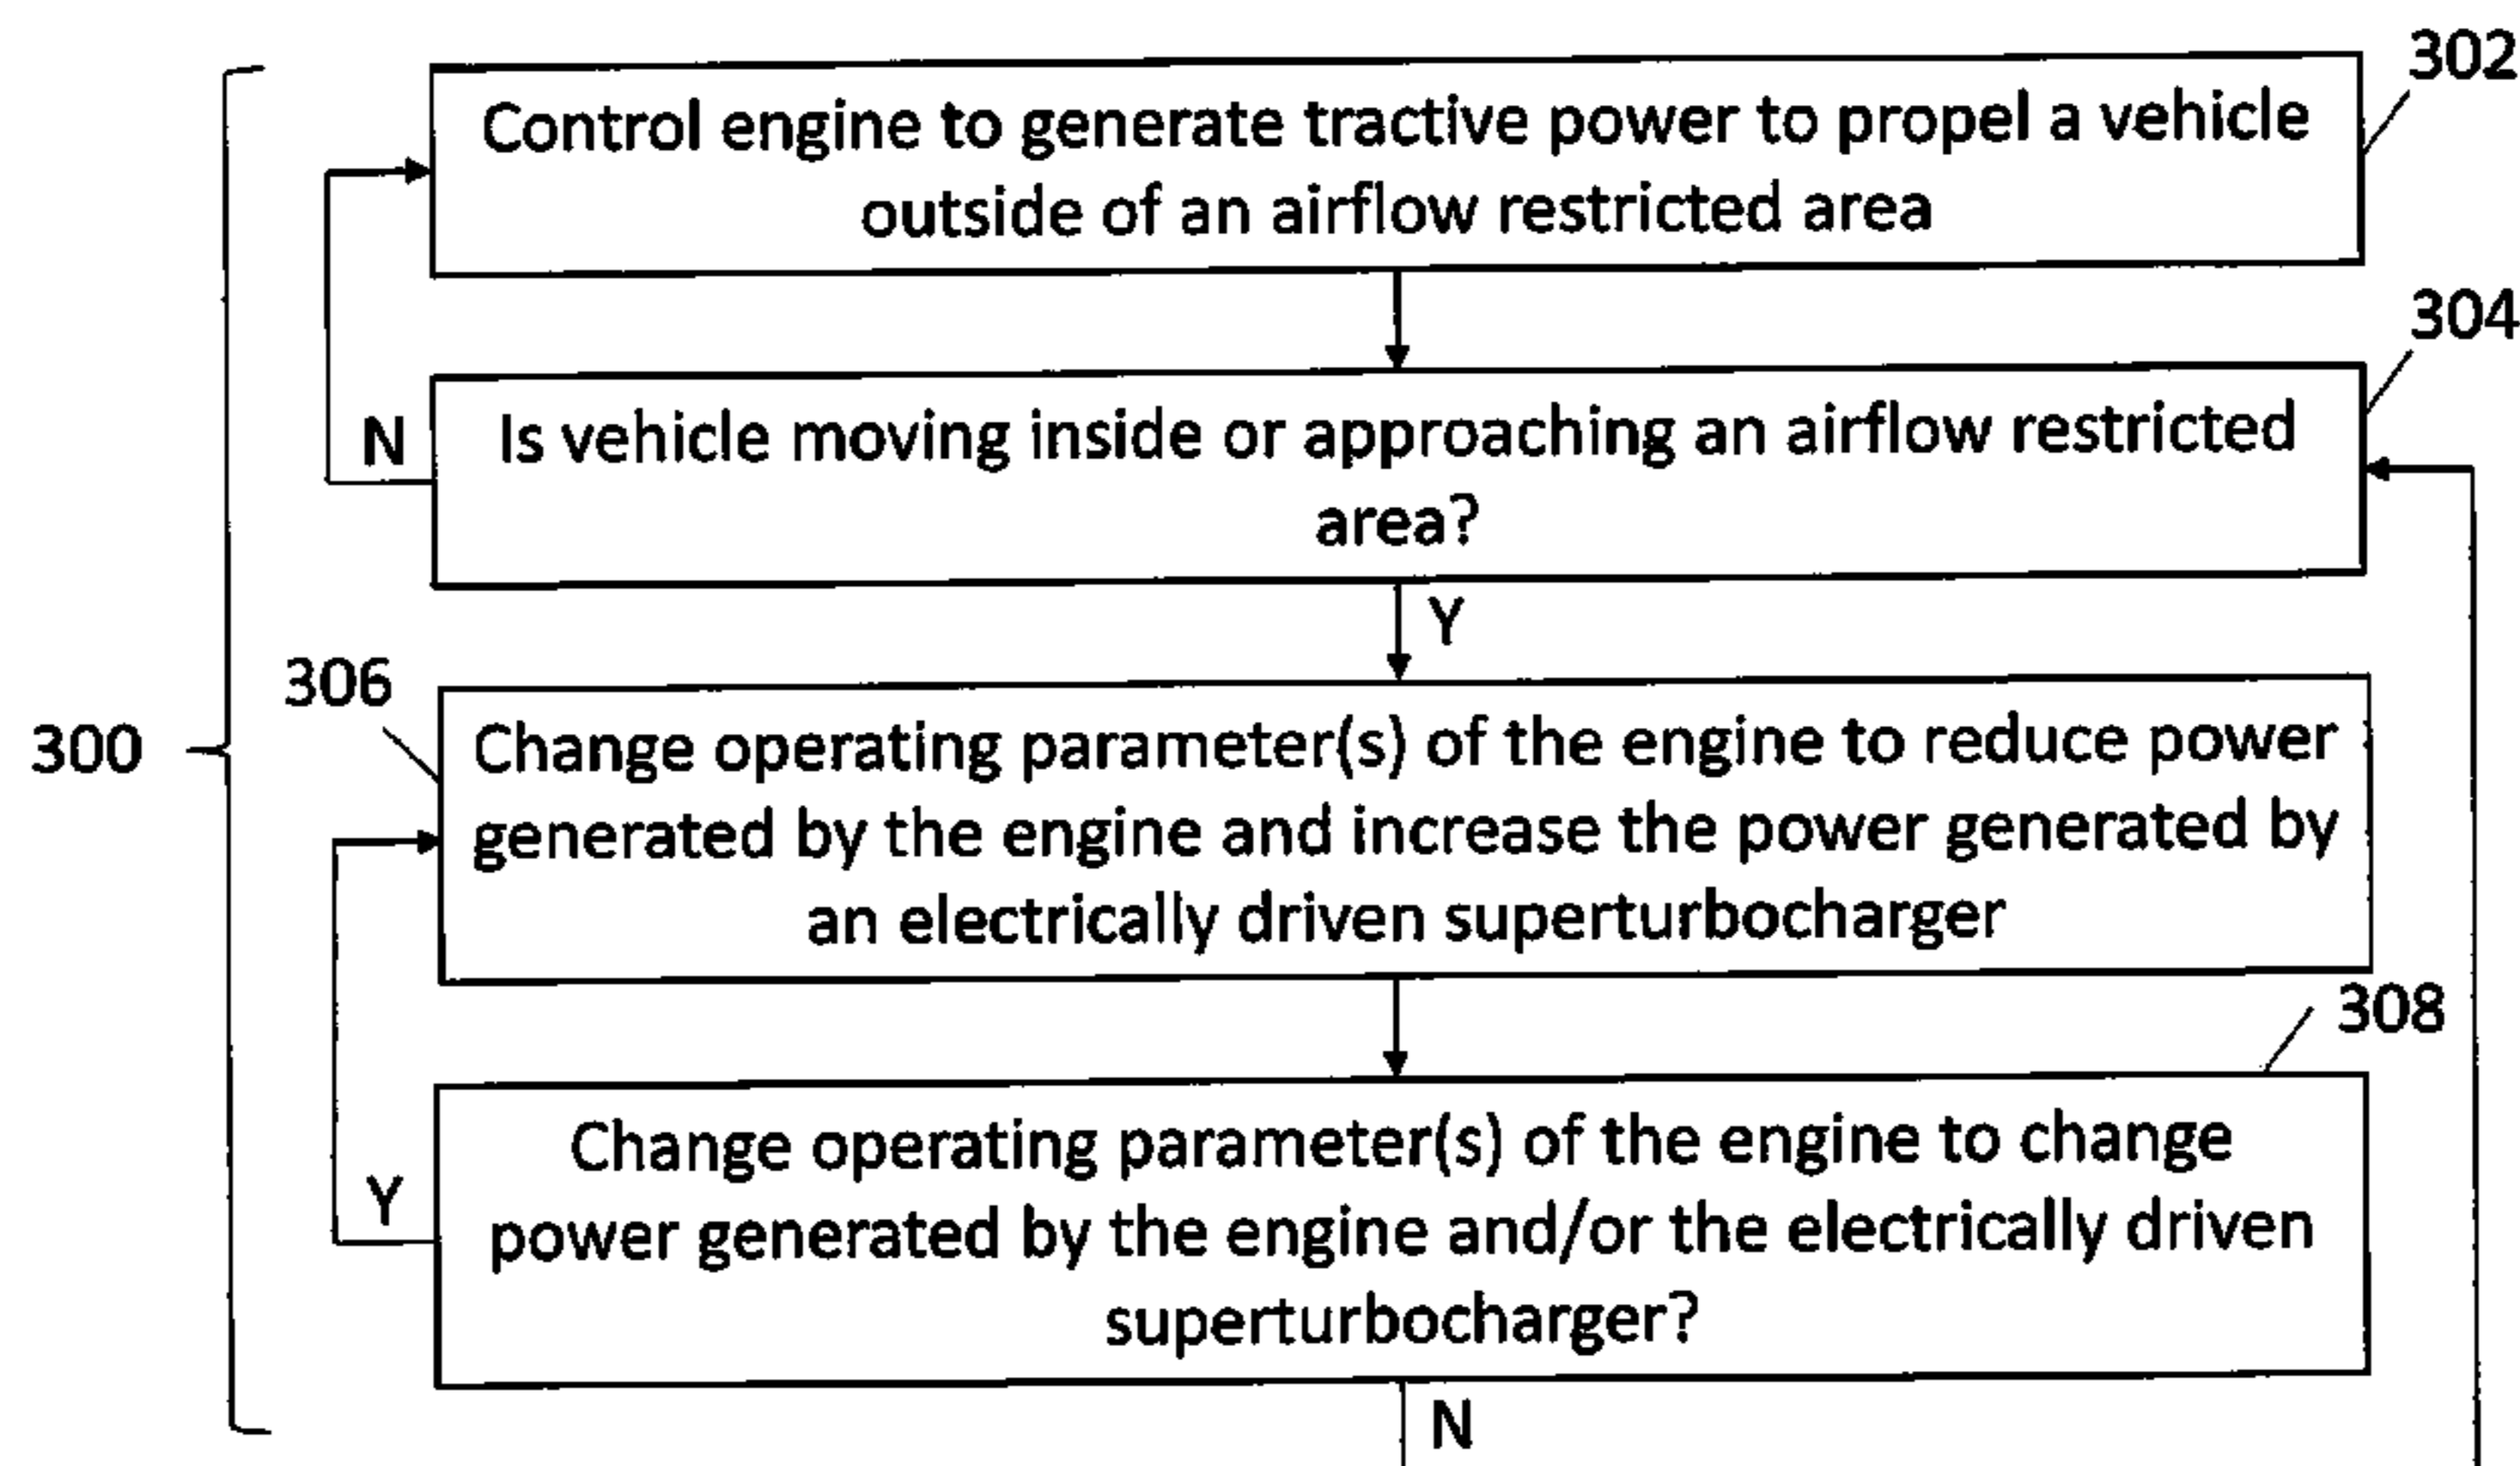 302
Control engine to generate tractive power to propel a vehicle
outside of an airflow restricted area
304
Is vehicle moving inside or approaching an airflow restricted
area?
N
Y
306
300
Change operating parameter(s) of the engine to reduce power
generated by the engine and increase the power generated by
an electrically driven superturbocharger
308
Change operating parameter(s) of the engine to change
power generated by the engine and/or the electrically driven
superturbocharger?
Y
N